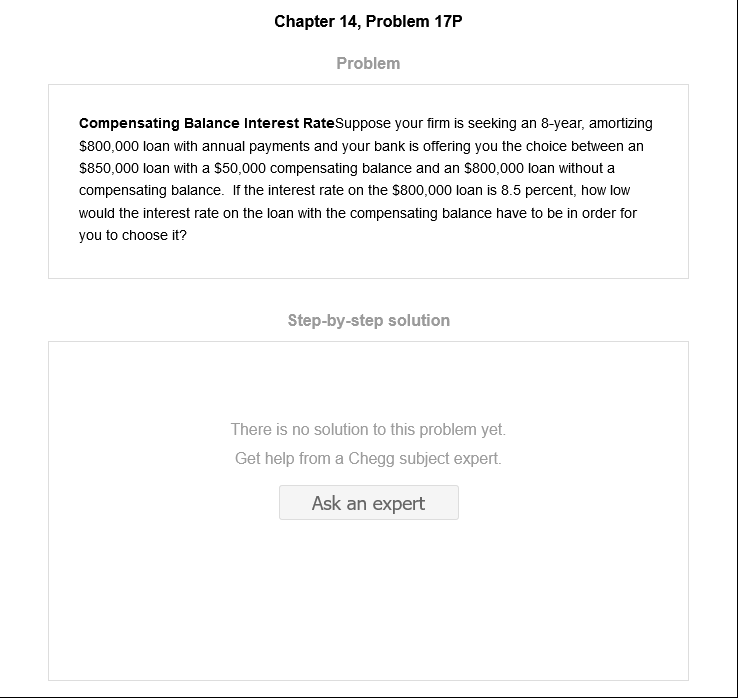 Chapter 14, Problem 17P
Problem
Compensating Balance Interest RateSuppose your firm is seeking an 8-year, amortizing
$800,000 loan with annual payments and your bank is offering you the choice between an
$850,000 loan with a $50,000 compensating balance and an $800,000 loan without a
compensating balance.  If the interest rate on the $800,000 loan is 8.5 percent, how low
would the interest rate on the loan with the compensating balance have to be in order for
you to choose it?
Step-by-step solution
There is no solution to this problem yet.
Get help from a Chegg subject expert.
Ask an expert